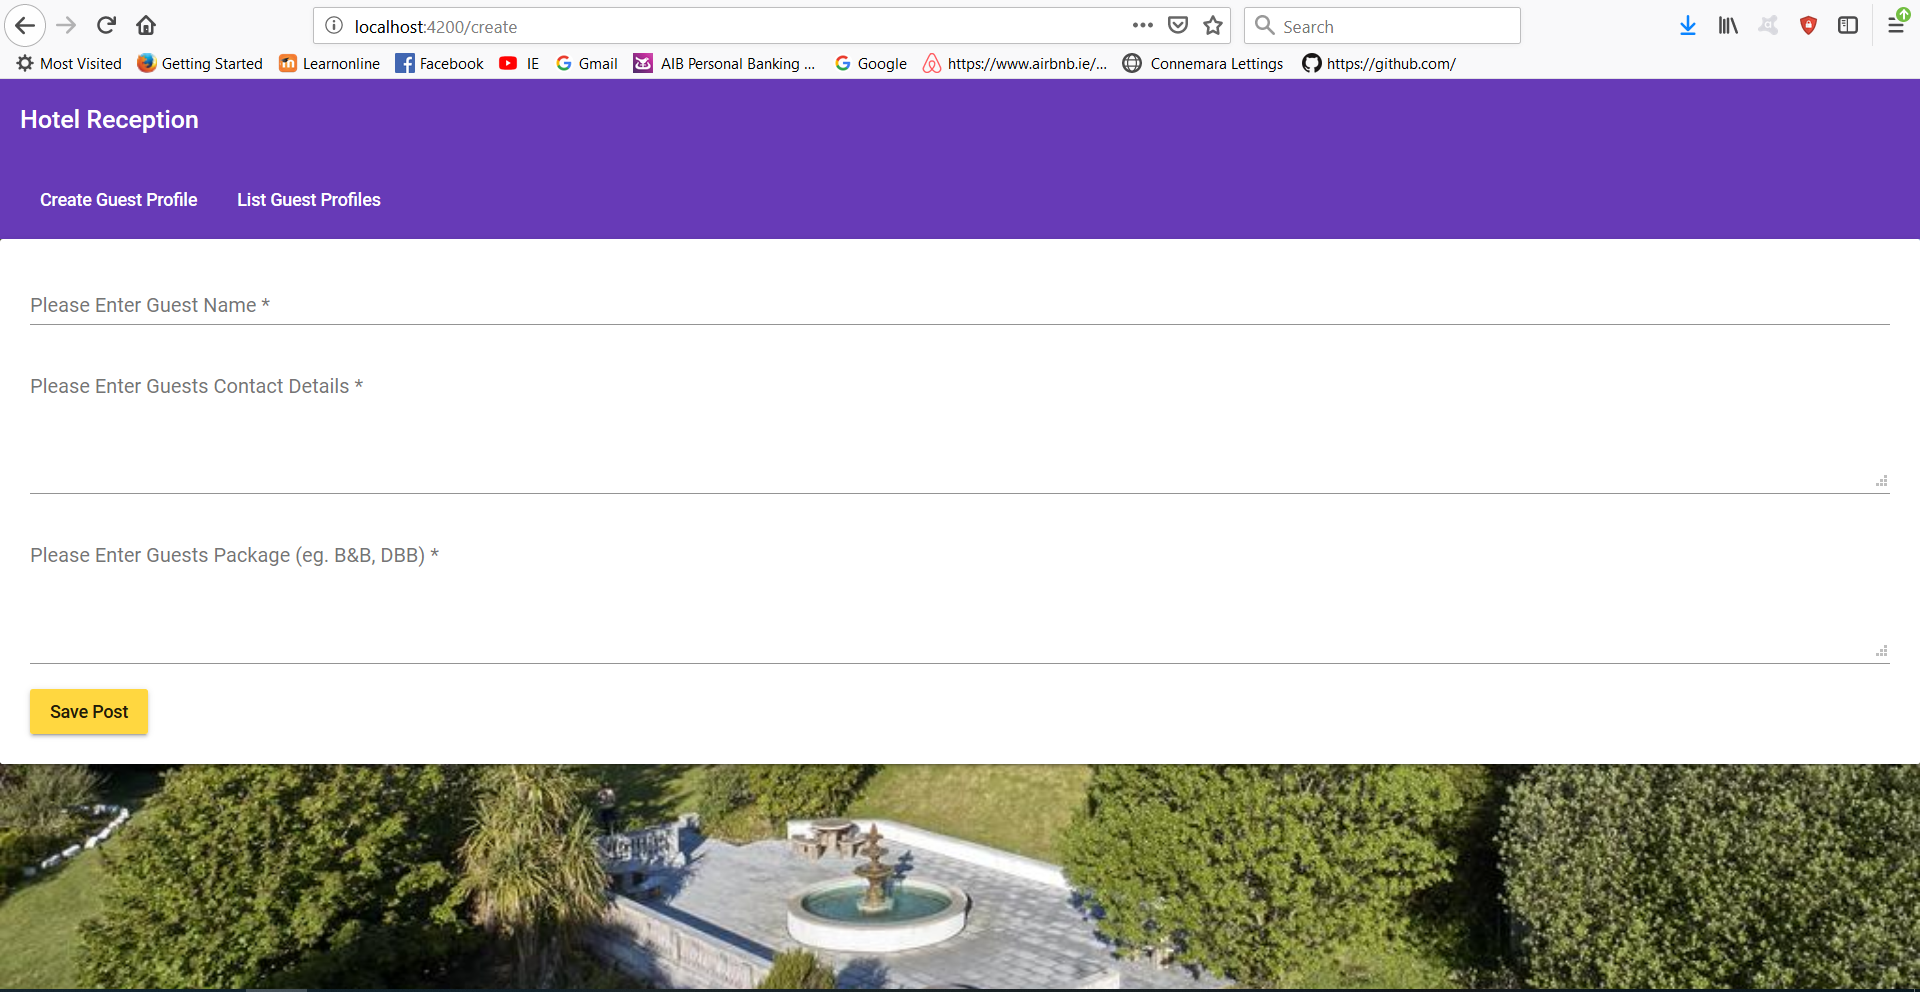 localhost:4200/create
Search
Most Visited Getting Started Learnonline Facebook IE Gmail AIB Personal Banking ... Google https://www.airbnb.ie/... Connemara Lettings https://github.com/
Hotel Reception
Create Guest Profile List Guest Profiles
Please Enter Guest Name *
Please Enter Guests Contact Details *
Please Enter Guests Package (eg. B&B, DBB) *
Save Post